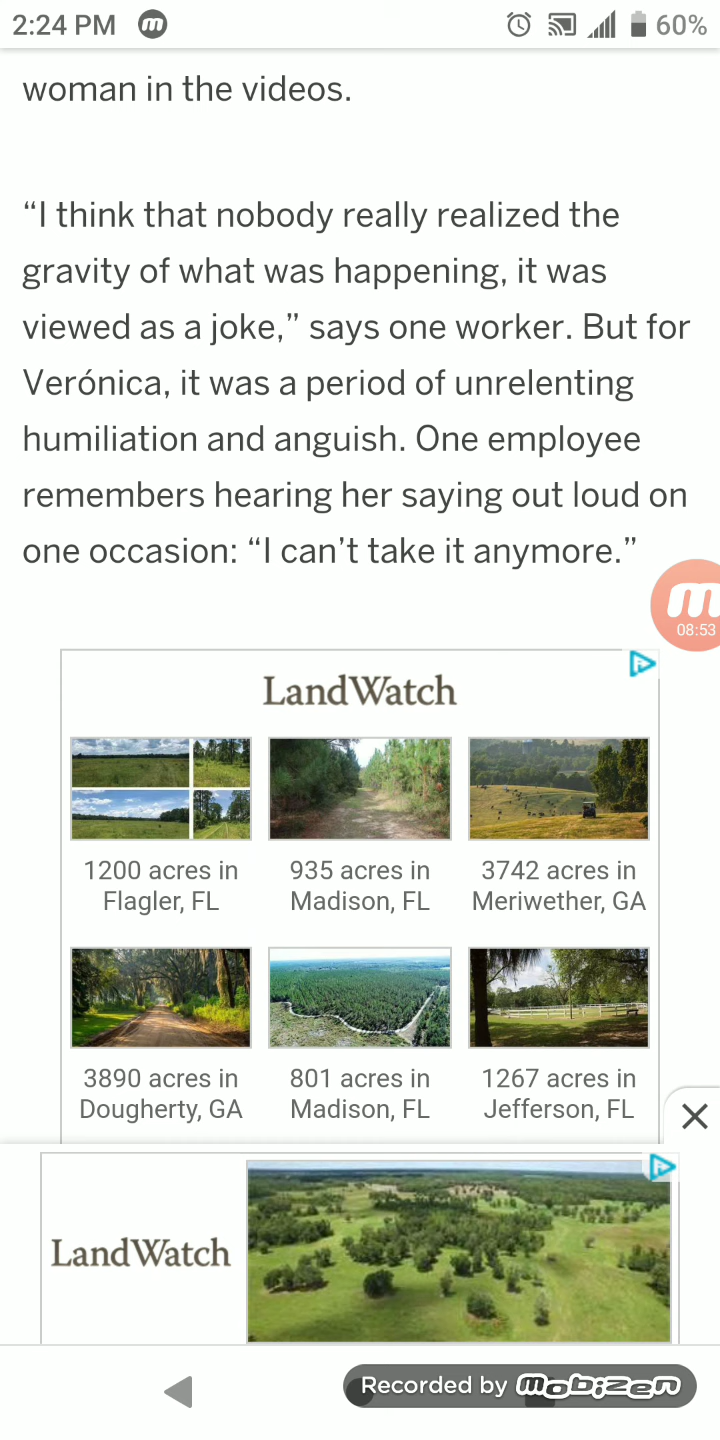 2:24 PM
60%
woman in the videos.
“I think that nobody really realized the
gravity of what was happening, it was
viewed as a joke,” says one worker. But for
Verónica, it was a period of unrelenting
humiliation and anguish. One employee
remembers hearing her saying out loud on
one occasion: “I can’t take it anymore.”
m
08:53
LandWatch
1200 acres in
Flagler, FL
935 acres in
Madison, FL
3742 acres in
Meriwether, GA
3890 acres in
Dougherty, GA
801 acres in
Madison, FL
1267 acres in
Jefferson, FL
LandWatch
Recorded by mobizen